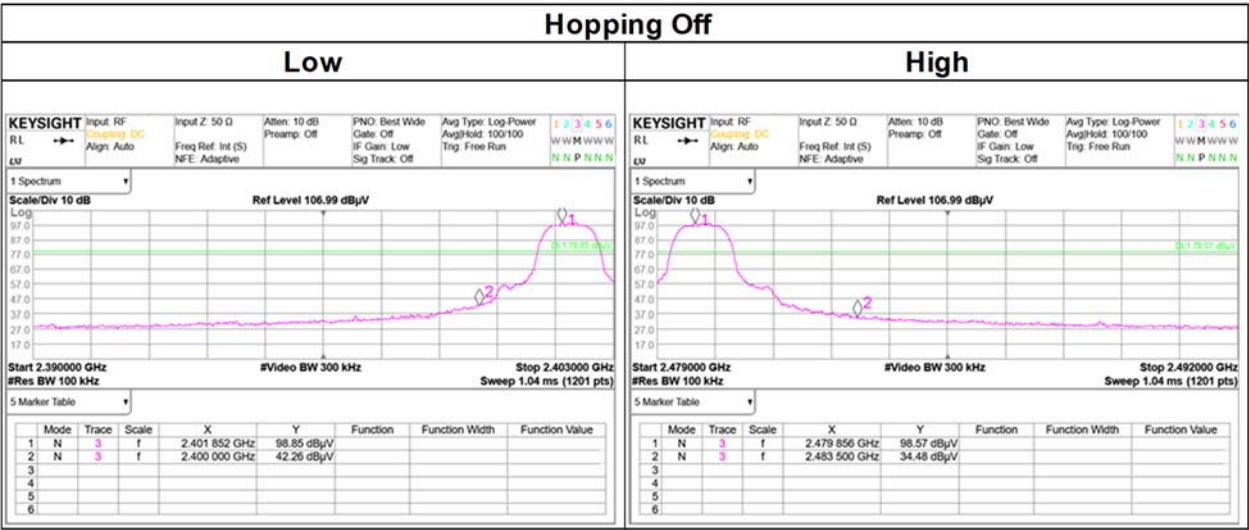 Hopping Off
Low High
KEYSIGHT Input: RF Input Z: 50 Ω Atten: 10 dB PNO: Best Wide Avg Type: Log-Power 1 2 3 4 5 6
RL Coupling: DC Preamp: Off Gate: Off Avg|Hold: 100/100 W W M W W W
Align: Auto Freq Ref: Int (S) IF Gain: Low Trig: Free Run
NFE: Adaptive Sig Track: Off N N P N N N
1 Spectrum
Scale/Div 10 dB Ref Level 106.99 dBµV
Log
97.0
87.0
77.0
67.0
57.0
47.0
37.0
27.0
17.0
1
DL1 78.85 dBµV
2
Start 2.390000 GHz #Video BW 300 kHz Stop 2.403000 GHz
#Res BW 100 kHz Sweep 1.04 ms (1201 pts)
5 Marker Table
Mode Trace Scale X Y Function Function Width Function Value
1 N 3 f 2.401 852 GHz 98.85 dBµV
2 N 3 f 2.400 000 GHz 42.26 dBµV
3
4
5
6
KEYSIGHT Input: RF Input Z: 50 Ω Atten: 10 dB PNO: Best Wide Avg Type: Log-Power 1 2 3 4 5 6
RL Coupling: DC Preamp: Off Gate: Off Avg|Hold: 100/100 W W M W W W
Align: Auto Freq Ref: Int (S) IF Gain: Low Trig: Free Run
NFE: Adaptive Sig Track: Off N N P N N N
1 Spectrum
Scale/Div 10 dB Ref Level 106.99 dBµV
Log
97.0
87.0
77.0
67.0
57.0
47.0
37.0
27.0
17.0
1
DL1 78.57 dBµV
2
Start 2.479000 GHz #Video BW 300 kHz Stop 2.492000 GHz
#Res BW 100 kHz Sweep 1.04 ms (1201 pts)
5 Marker Table
Mode Trace Scale X Y Function Function Width Function Value
1 N 3 f 2.479 856 GHz 98.57 dBµV
2 N 3 f 2.483 500 GHz 34.48 dBµV
3
4
5
6